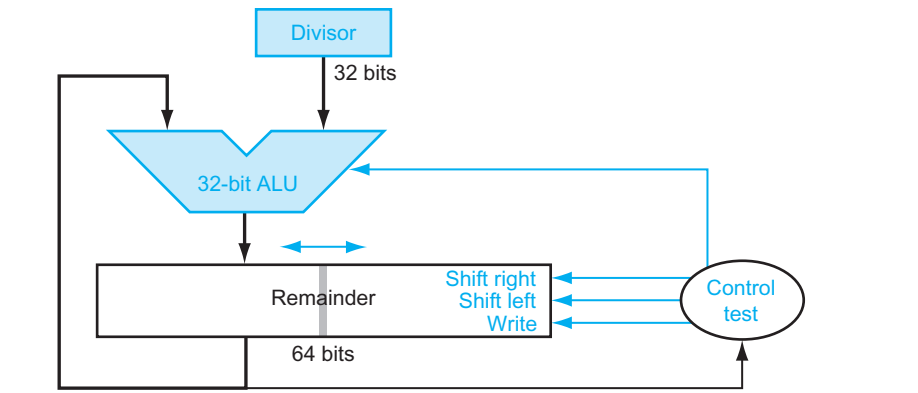 Divisor
32 bits
32-bit ALU
Remainder
Shift right
Shift left
Write
Control
test
64 bits